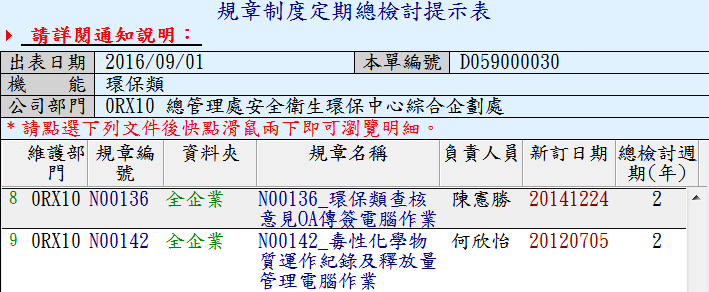 規章制度定期總檢討提示表
請詳閱通知說明：
出表日期 2016/09/01 本單編號 D059000030
機　能 環保類
公司部門 0RX10 總管理處安全衛生環保中心綜合企劃處
*請點選下列文件後快點滑鼠兩下即可瀏覽明細。
維護部門 規章編號 資料夾 規章名稱 負責人員 新訂日期 總檢討週期(年)
8 0RX10 N00136 全企業 N00136_環保類查核意見OA傳簽電腦作業 陳憲勝 20141224 2
9 0RX10 N00142 全企業 N00142_毒性化學物質運作紀錄及釋放量管理電腦作業 何欣怡 20120705 2